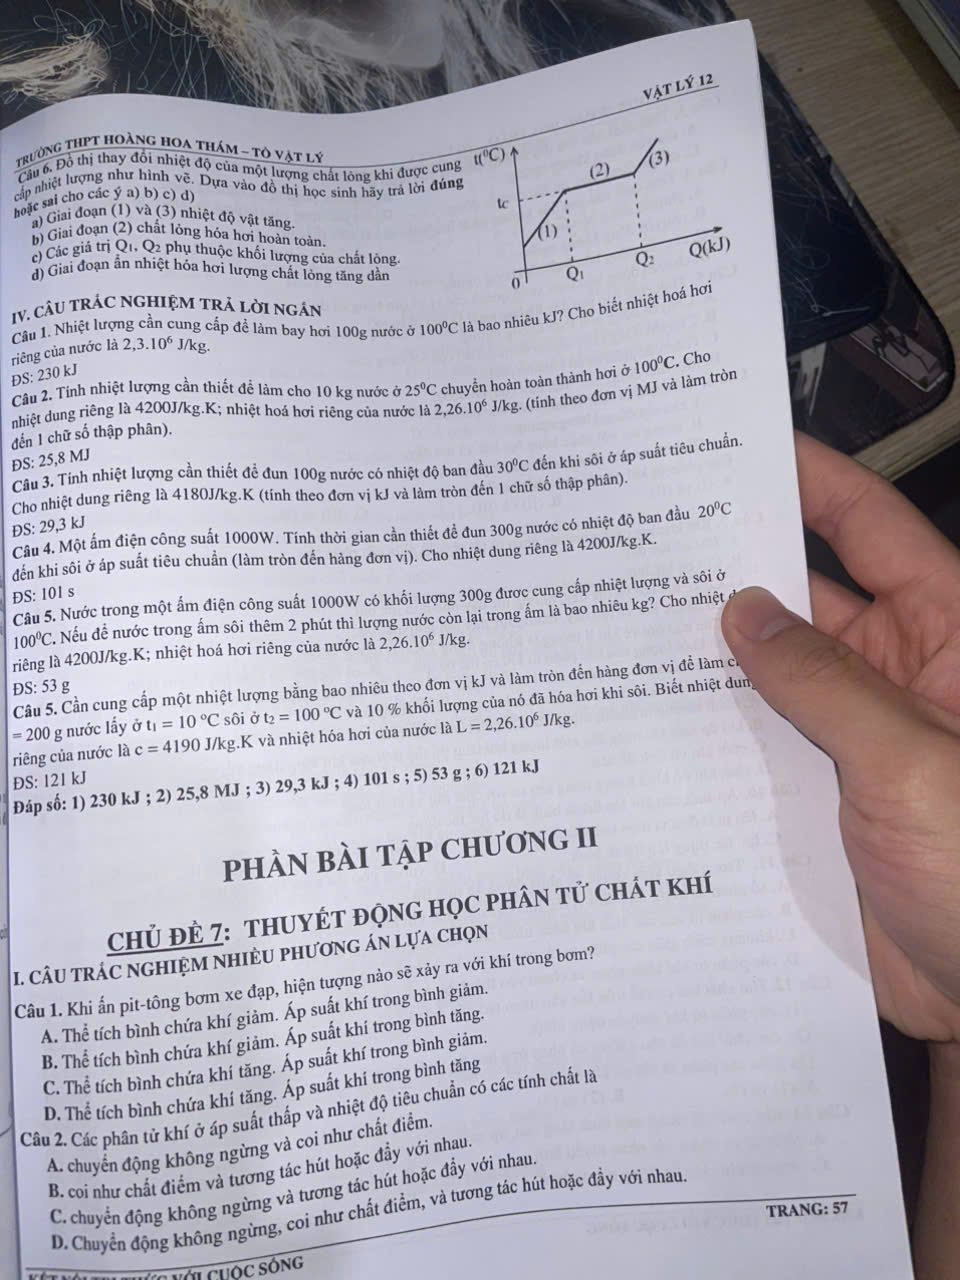 VẬT LÝ 12
TRƯỜNG THPT HOÀNG HOA THÁM – TỔ VẬT LÝ
Câu 6. Đồ thị thay đổi nhiệt độ của một lượng chất lỏng khi được cung
cấp nhiệt lượng như hình vẽ. Dựa vào đồ thị học sinh hãy trả lời đúng
hoặc sai cho các ý a) b) c) d)
a) Giai đoạn (1) và (3) nhiệt độ vật tăng.
b) Giai đoạn (2) chất lỏng hóa hơi hoàn toàn.
c) Các giá trị Q₁, Q₂ phụ thuộc khối lượng của chất lỏng.
d) Giai đoạn ẩn nhiệt hóa hơi lượng chất lỏng tăng dần
t(⁰C)
(2)
(3)
tc
(1)
0
Q₁
Q₂
Q(kJ)
IV. CÂU TRẮC NGHIỆM TRẢ LỜI NGẮN
Câu 1. Nhiệt lượng cần cung cấp để làm bay hơi 100g nước ở 100⁰C là bao nhiêu kJ? Cho biết nhiệt hoá hơi
riêng của nước là 2,3.10⁶ J/kg.
ĐS: 230 kJ
Câu 2. Tính nhiệt lượng cần thiết để làm cho 10 kg nước ở 25⁰C chuyển hoàn toàn thành hơi ở 100⁰C. Cho
nhiệt dung riêng là 4200J/kg.K; nhiệt hoá hơi riêng của nước là 2,26.10⁶ J/kg. (tính theo đơn vị MJ và làm tròn
đến 1 chữ số thập phân).
ĐS: 25,8 MJ
Câu 3. Tính nhiệt lượng cần thiết để đun 100g nước có nhiệt độ ban đầu 30⁰C đến khi sôi ở áp suất tiêu chuẩn.
Cho nhiệt dung riêng là 4180J/kg.K (tính theo đơn vị kJ và làm tròn đến 1 chữ số thập phân).
ĐS: 29,3 kJ
Câu 4. Một ấm điện công suất 1000W. Tính thời gian cần thiết để đun 300g nước có nhiệt độ ban đầu 20⁰C
đến khi sôi ở áp suất tiêu chuẩn (làm tròn đến hàng đơn vị). Cho nhiệt dung riêng là 4200J/kg.K.
ĐS: 101 s
Câu 5. Nước trong một ấm điện công suất 1000W có khối lượng 300g được cung cấp nhiệt lượng và sôi ở
100⁰C. Nếu để nước trong ấm sôi thêm 2 phút thì lượng nước còn lại trong ấm là bao nhiêu kg? Cho nhiệt
riêng là 4200J/kg.K; nhiệt hoá hơi riêng của nước là 2,26.10⁶ J/kg.
ĐS: 53 g
Câu 5. Cần cung cấp một nhiệt lượng bằng bao nhiêu theo đơn vị kJ và làm tròn đến hàng đơn vị để làm
= 200 g nước lấy ở t₁ = 10 ⁰C sôi ở t₂ = 100 ⁰C và 10 % khối lượng của nó đã hóa hơi khi sôi. Biết nhiệt dung
riêng của nước là c = 4190 J/kg.K và nhiệt hóa hơi của nước là L = 2,26.10⁶ J/kg.
ĐS: 121 kJ
Đáp số: 1) 230 kJ ; 2) 25,8 MJ ; 3) 29,3 kJ ; 4) 101 s ; 5) 53 g ; 6) 121 kJ
PHẦN BÀI TẬP CHƯƠNG II
CHỦ ĐỀ 7: THUYẾT ĐỘNG HỌC PHÂN TỬ CHẤT KHÍ
I. CÂU TRẮC NGHIỆM NHIỀU PHƯƠNG ÁN LỰA CHỌN
Câu 1. Khi ấn pit-tông bơm xe đạp, hiện tượng nào sẽ xảy ra với khí trong bơm?
A. Thể tích bình chứa khí giảm. Áp suất khí trong bình giảm.
B. Thể tích bình chứa khí giảm. Áp suất khí trong bình tăng.
C. Thể tích bình chứa khí tăng. Áp suất khí trong bình giảm.
D. Thể tích bình chứa khí tăng. Áp suất khí trong bình tăng
Câu 2. Các phân tử khí ở áp suất thấp và nhiệt độ tiêu chuẩn có các tính chất là
A. chuyển động không ngừng và coi như chất điểm.
B. coi như chất điểm và tương tác hút hoặc đẩy với nhau.
C. chuyển động không ngừng và tương tác hút hoặc đẩy với nhau.
D. Chuyển động không ngừng, coi như chất điểm, và tương tác hút hoặc đẩy với nhau.
TRANG: 57
VỚI CUỘC SỐNG